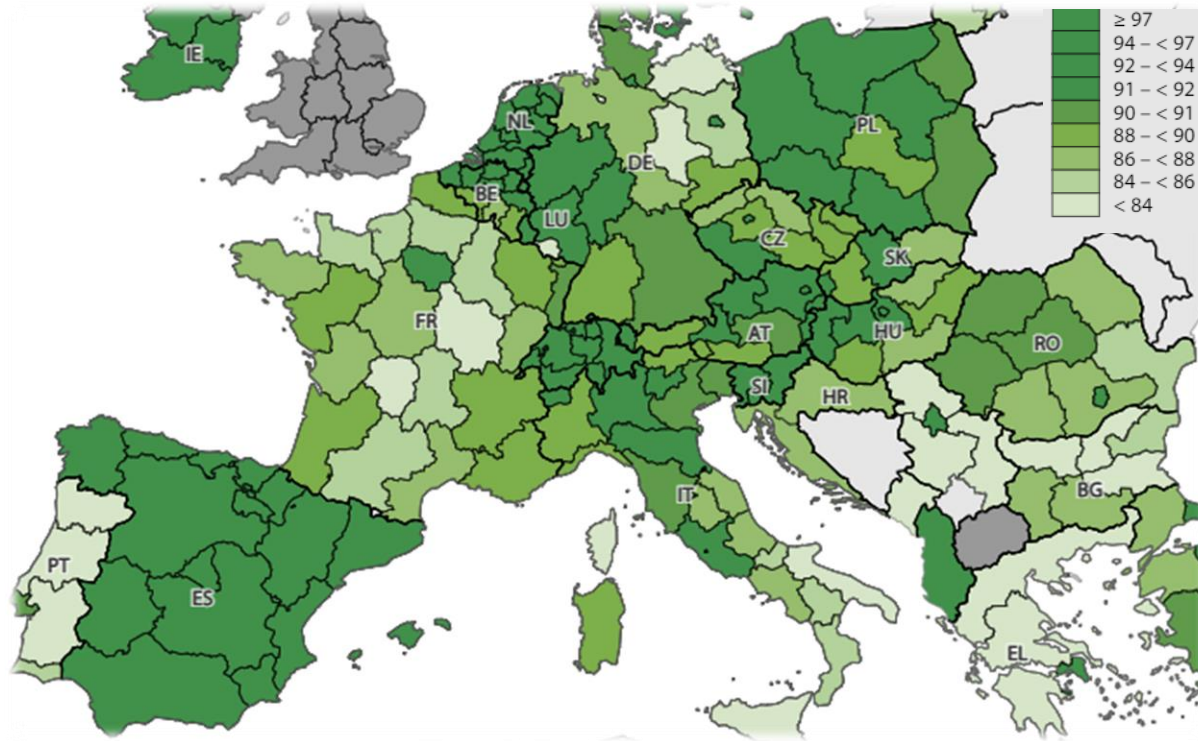 ≥ 97
94 – < 97
92 – < 94
91 – < 92
90 – < 91
88 – < 90
86 – < 88
84 – < 86
< 84
IE
NL
PL
DE
BE
LU
CZ
SK
FR
AT
HU
RO
SI
HR
IT
BG
PT
ES
EL